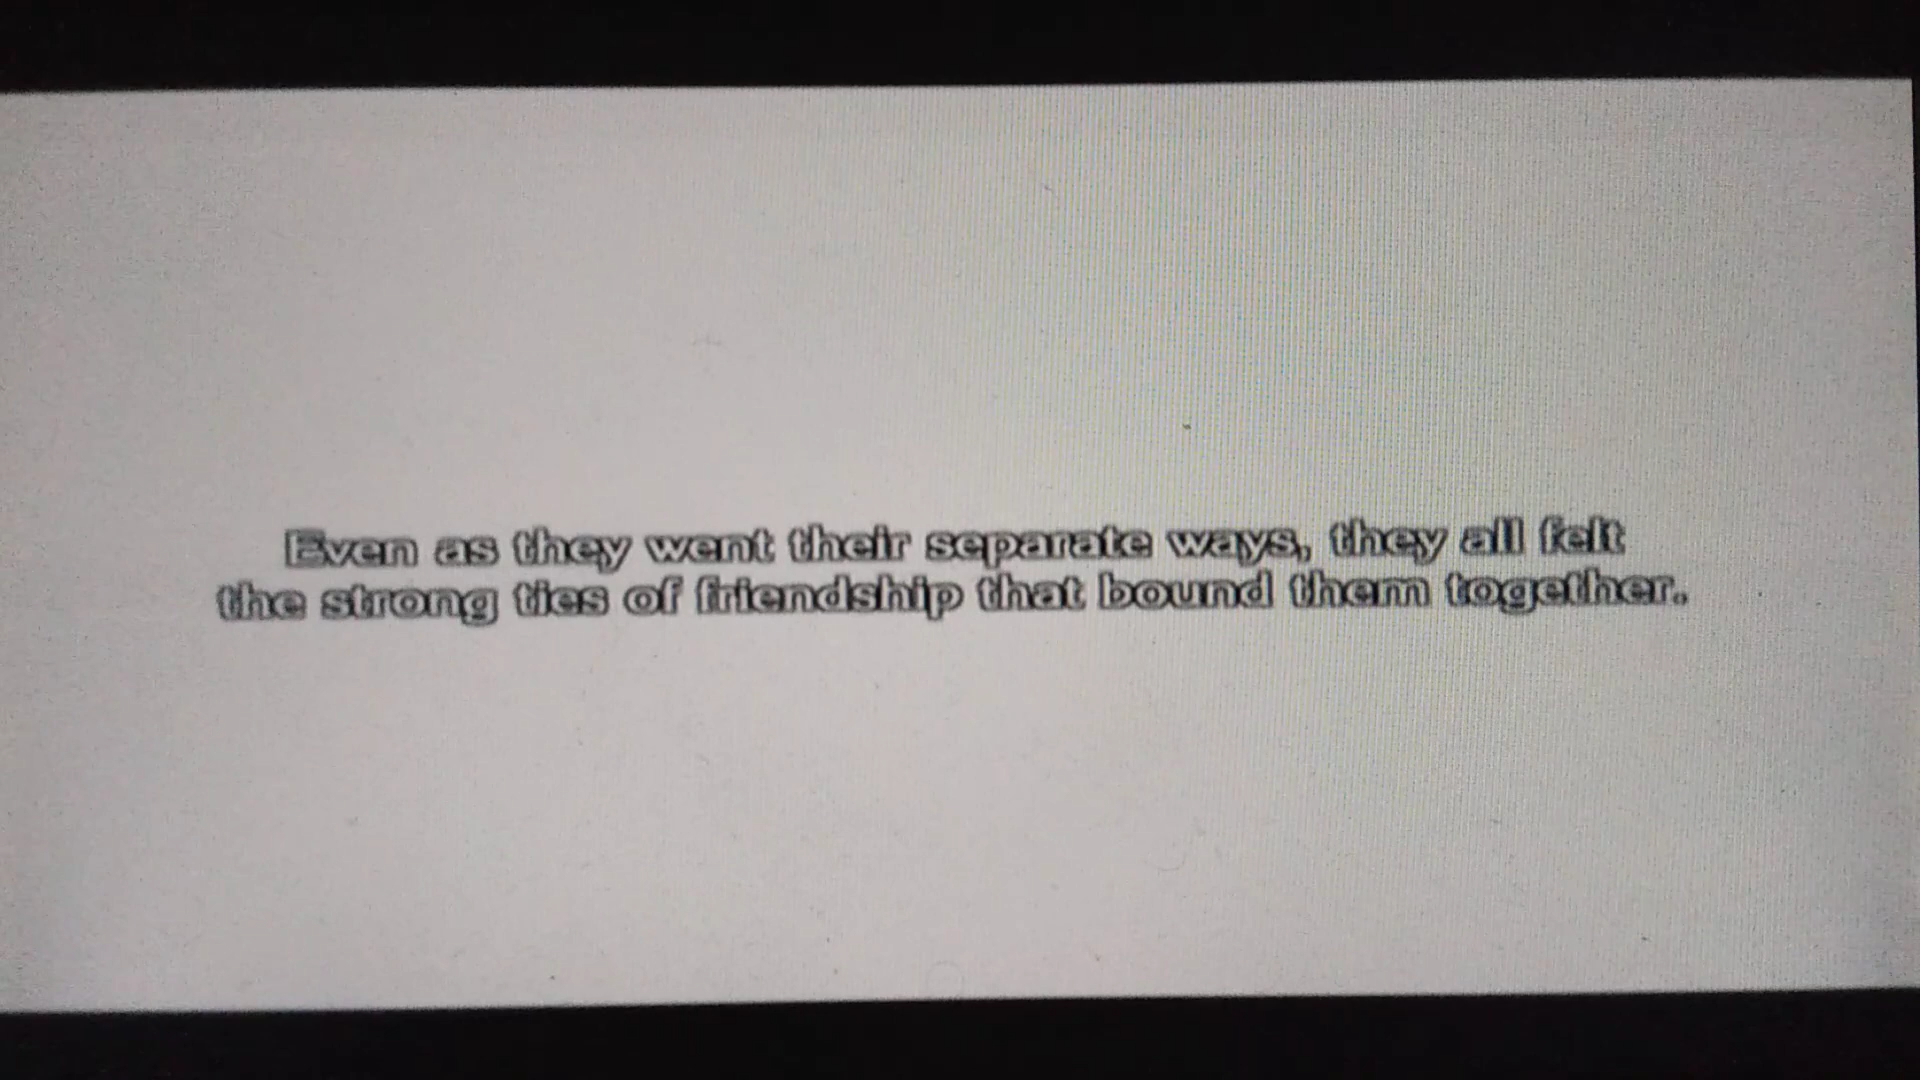 Even as they went their separate ways, they all felt
the strong ties of friendship that bound them together.